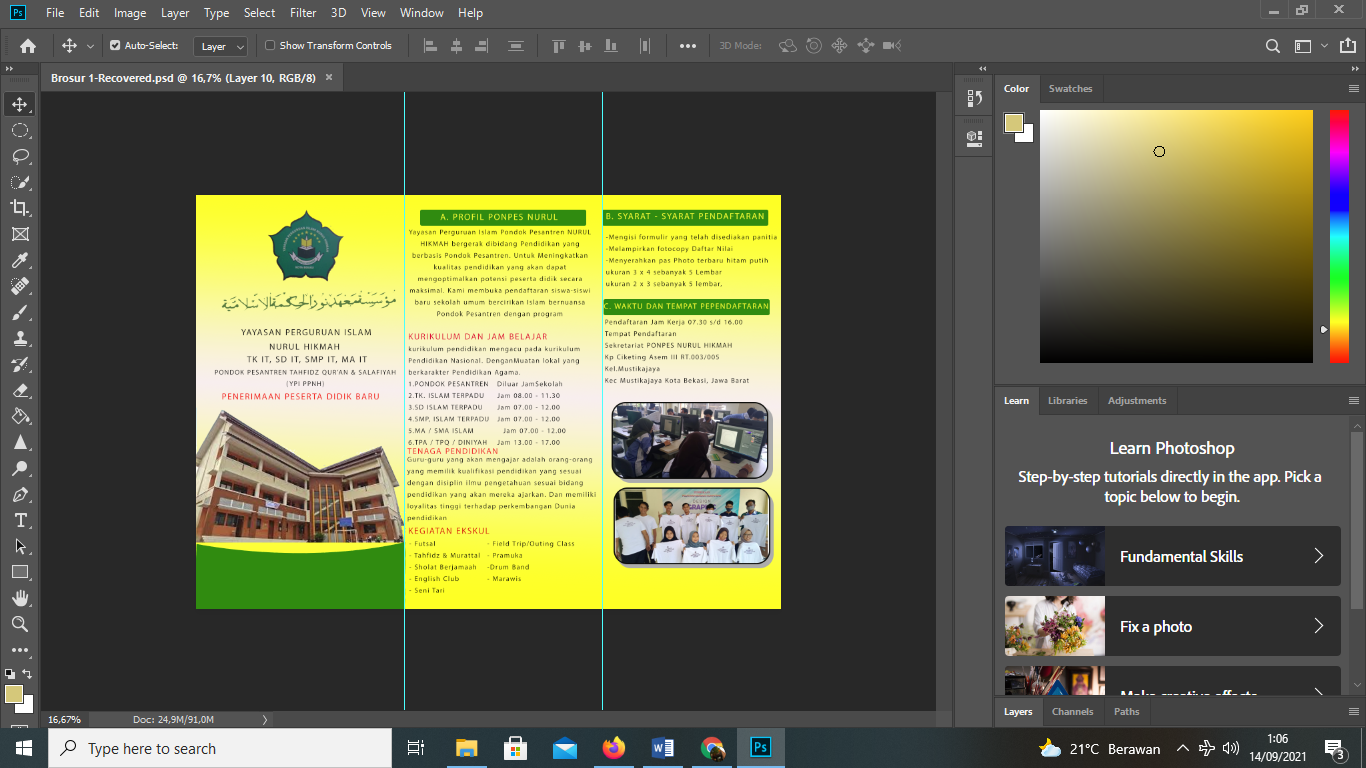 File Edit Image Layer Type Select Filter 3D View Window Help
Auto-Select: Layer Show Transform Controls 3D Mode:
Brosur 1-Recovered.psd @ 16,7% (Layer 10, RGB/8) ×
مؤسسة معهد نور الحكمة الإسلامية
YAYASAN PERGURUAN ISLAM
NURUL HIKMAH
TK IT, SD IT, SMP IT, MA IT
PONDOK PESANTREN TAHFIDZ QUR'AN & SALAFIYAH
(YPI PPNH)
PENERIMAAN PESERTA DIDIK BARU
A. PROFIL PONPES NURUL
Yayasan Perguruan Islam Pondok Pesantren NURUL
HIKMAH bergerak dibidang Pendidikan yang
berbasis Pondok Pesantren. Untuk Meningkatkan
kualitas pendidikan yang akan dapat
mengoptimalkan potensi peserta didik secara
maksimal. Kami membuka pendaftaran siswa-siswi
baru sekolah umum bercirikan Islam bernuansa
Pondok Pesantren dengan program
KURIKULUM DAN JAM BELAJAR
kurikulum pendidikan mengacu pada kurikulum
Pendidikan Nasional. DenganMuatan lokal yang
berkarakter Pendidikan Agama.
1.PONDOK PESANTREN Diluar JamSekolah
2.TK. ISLAM TERPADU Jam 08.00 - 11.30
3.SD ISLAM TERPADU Jam 07.00 - 12.00
4.SMP. ISLAM TERPADU Jam 07.00 - 12.00
5.MA / SMA ISLAM Jam 07.00 - 12.00
6.TPA / TPQ / DINIYAH Jam 13.00 - 17.00
TENAGA PENDIDIKAN
Guru-guru yang akan mengajar adalah orang-orang
yang memilik kualifikasi pendidikan yang sesuai
dengan disiplin ilmu pengetahuan sesuai bidang
pendidikan yang akan mereka ajarkan. Dan memiliki
loyalitas tinggi terhadap perkembangan Dunia
pendidikan
KEGIATAN EKSKUL
- Futsal - Field Trip/Outing Class
- Tahfidz & Murattal - Pramuka
- Sholat Berjamaah -Drum Band
- English Club - Marawis
- Seni Tari
B. SYARAT - SYARAT PENDAFTARAN
-Mengisi formulir yang telah disediakan panitia
-Melampirkan fotocopy Daftar Nilai
-Menyerahkan pas Photo terbaru hitam putih
ukuran 3 x 4 sebanyak 5 Lembar
ukuran 2 x 3 sebanyak 5 lembar,
C. WAKTU DAN TEMPAT PEPENDAFTARAN
Pendaftaran Jam Kerja 07.30 s/d 16.00
Tempat Pendaftaran
Sekretariat PONPES NURUL HIKMAH
Kp Ciketing Asem III RT.003/005
Kel.Mustikajaya
Kec Mustikajaya Kota Bekasi, Jawa Barat
Color Swatches
Learn Libraries Adjustments
Learn Photoshop
Step-by-step tutorials directly in the app. Pick a
topic below to begin.
Fundamental Skills
Fix a photo
Make creative effects
Layers Channels Paths
16,67% Doc: 24,9M/91,0M
Type here to search
21°C Berawan
1:06
14/09/2021
3